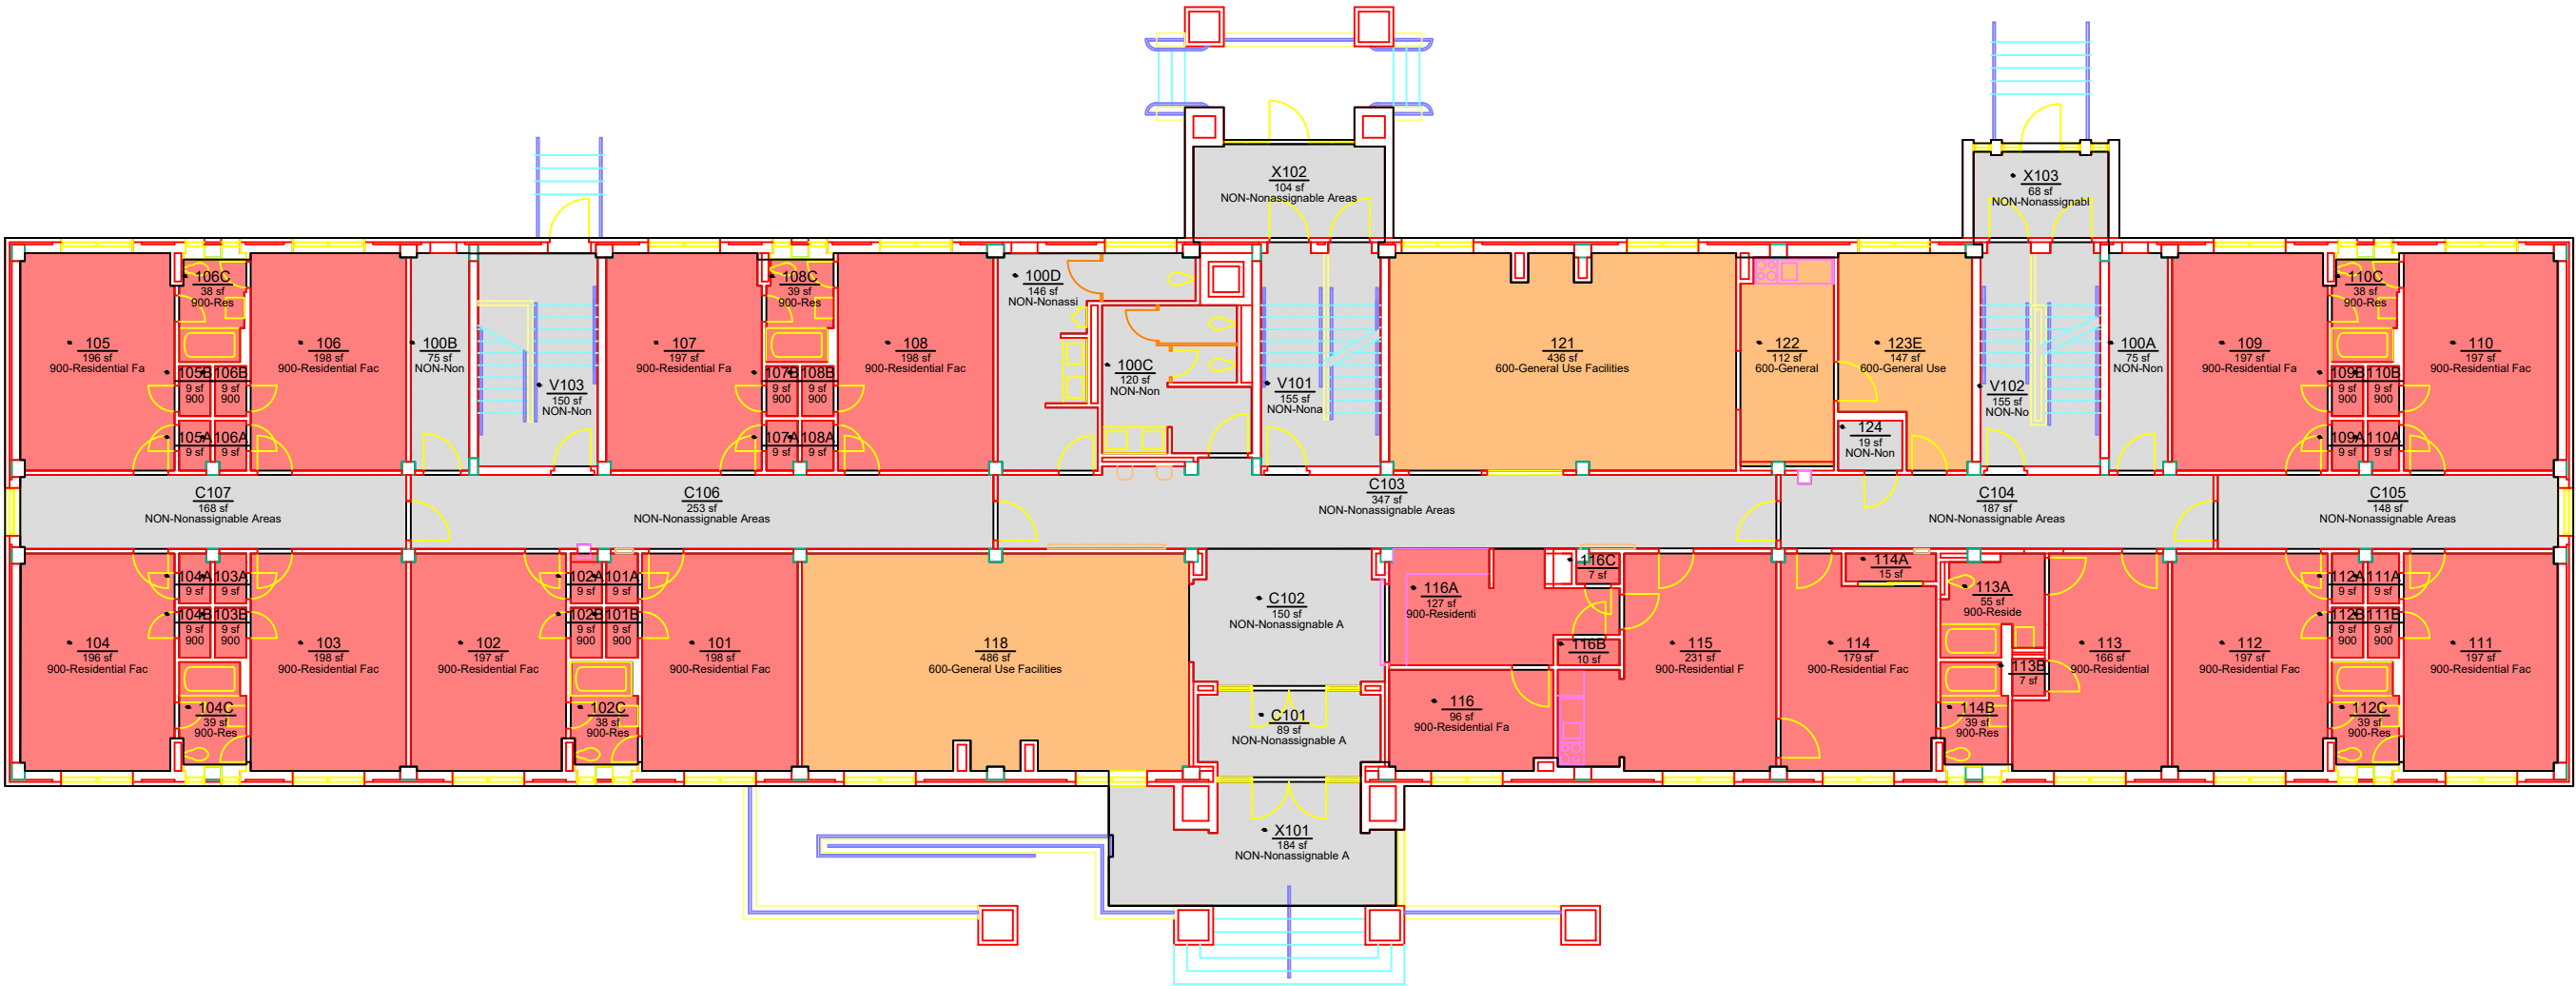 X102
104 sf
NON-Nonassignable Areas
X103
68 sf
NON-Nonassignabl
105
196 sf
900-Residential Fa
106C
38 sf
900-Res
105B
9 sf
900
106B
9 sf
900
105A
9 sf
106A
9 sf
106
198 sf
900-Residential Fac
100B
75 sf
NON-Non
V103
150 sf
NON-Non
107
197 sf
900-Residential Fa
108C
39 sf
900-Res
107B
9 sf
900
108B
9 sf
900
107A
9 sf
108A
9 sf
108
198 sf
900-Residential Fac
100D
146 sf
NON-Nonassi
100C
120 sf
NON-Non
V101
155 sf
NON-Nona
121
436 sf
600-General Use Facilities
122
112 sf
600-General
123E
147 sf
600-General Use
124
19 sf
NON-Non
V102
155 sf
NON-No
100A
75 sf
NON-Non
109
197 sf
900-Residential Fa
110C
38 sf
900-Res
109B
9 sf
900
110B
9 sf
900
109A
9 sf
110A
9 sf
110
197 sf
900-Residential Fac
C107
168 sf
NON-Nonassignable Areas
C106
253 sf
NON-Nonassignable Areas
C103
347 sf
NON-Nonassignable Areas
C104
187 sf
NON-Nonassignable Areas
C105
148 sf
NON-Nonassignable Areas
104
196 sf
900-Residential Fac
104A
9 sf
103A
9 sf
104B
9 sf
900
103B
9 sf
900
104C
39 sf
900-Res
103
198 sf
900-Residential Fac
102
197 sf
900-Residential Fac
102A
9 sf
101A
9 sf
102B
9 sf
900
101B
9 sf
900
102C
38 sf
900-Res
101
198 sf
900-Residential Fac
118
486 sf
600-General Use Facilities
C102
150 sf
NON-Nonassignable A
C101
89 sf
NON-Nonassignable A
X101
184 sf
NON-Nonassignable A
116A
127 sf
900-Residenti
116C
7 sf
116B
10 sf
116
96 sf
900-Residential Fa
115
231 sf
900-Residential F
114
179 sf
900-Residential Fac
114A
15 sf
113A
55 sf
900-Reside
113B
7 sf
114B
39 sf
900-Res
113
166 sf
900-Residential
112
197 sf
900-Residential Fac
112A
9 sf
111A
9 sf
112B
9 sf
900
111B
9 sf
900
112C
39 sf
900-Res
111
197 sf
900-Residential Fac